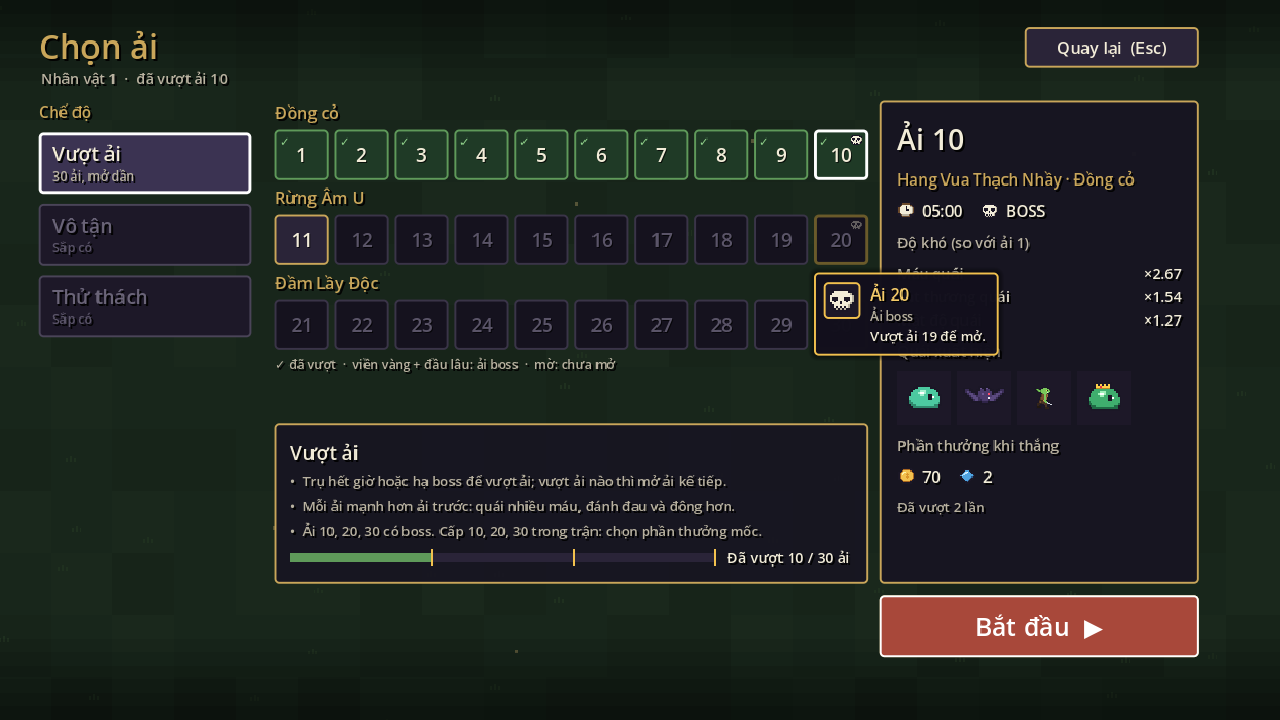 Chọn ải
Nhân vật 1 · đã vượt ải 10
Quay lại (Esc)
Chế độ
Vượt ải
30 ải, mở dần
Vô tận
Sắp có
Thử thách
Sắp có
Đồng cỏ
✓ 1 ✓ 2 ✓ 3 ✓ 4 ✓ 5 ✓ 6 ✓ 7 ✓ 8 ✓ 9 ✓ 10
Rừng Âm U
11 12 13 14 15 16 17 18 19 20
Đầm Lầy Độc
21 22 23 24 25 26 27 28 29
✓ đã vượt · viền vàng + đầu lâu: ải boss · mờ: chưa mở
Ải 20
Ải boss
Vượt ải 19 để mở.
Vượt ải
• Trụ hết giờ hoặc hạ boss để vượt ải; vượt ải nào thì mở ải kế tiếp.
• Mỗi ải mạnh hơn ải trước: quái nhiều máu, đánh đau và đông hơn.
• Ải 10, 20, 30 có boss. Cấp 10, 20, 30 trong trận: chọn phần thưởng mốc.
Đã vượt 10 / 30 ải
Ải 10
Hang Vua Thạch Nhầy · Đồng cỏ
05:00 BOSS
Độ khó (so với ải 1)
Máu quái ×2.67
×1.54
×1.27
Phần thưởng khi thắng
70 2
Đã vượt 2 lần
Bắt đầu ▶